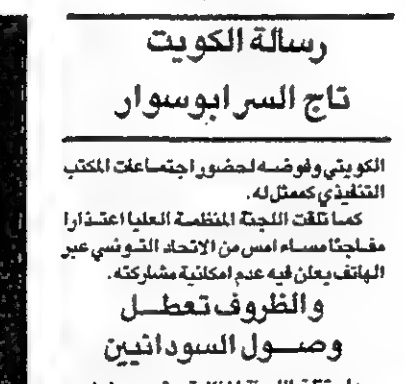 رسالة الكويت
تاج السر ابوسوار
الكويتي وفوضه لحضور اجتماعات المكتب
التنفيذي كممثل له.
كما تلقت اللجنة المنظمة العليا اعتذارا
مفاجئا مساء امس من الاتحاد التونسي عبر
الهاتف يعلن فيه عدم امكانية مشاركته.
والظروف تعطل
وصول السودانيين